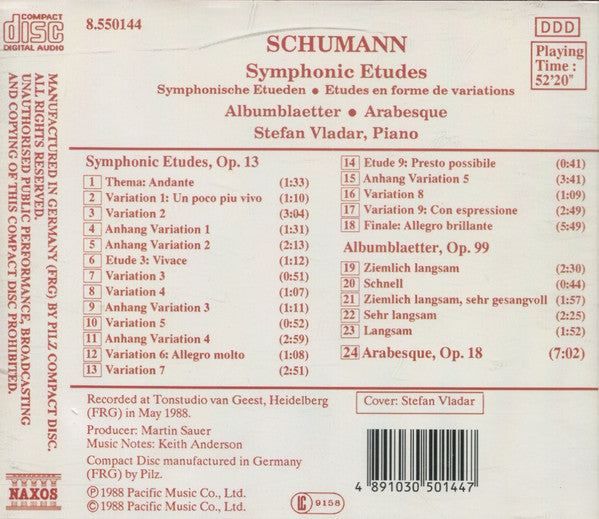 COMPACT
disc
DIGITAL AUDIO
8.550144
DDD
Playing
Time :
52'20"
SCHUMANN
Symphonic Etudes
Symphonische Etueden • Etudes en forme de variations
Albumblaetter • Arabesque
Stefan Vladar, Piano
MANUFACTURED IN GERMANY (FRG) BY PILZ COMPACT DISC.
ALL RIGHTS RESERVED.
UNAUTHORISED PUBLIC PERFORMANCE, BROADCASTING
AND COPYING OF THIS COMPACT DISC PROHIBITED.
Symphonic Etudes, Op. 13
1 Thema: Andante (1:33)
2 Variation 1: Un poco piu vivo (1:10)
3 Variation 2 (3:04)
4 Anhang Variation 1 (1:31)
5 Anhang Variation 2 (2:13)
6 Etude 3: Vivace (1:12)
7 Variation 3 (0:51)
8 Variation 4 (1:07)
9 Anhang Variation 3 (2:11)
10 Variation 5 (0:52)
11 Anhang Variation 4 (2:59)
12 Variation 6: Allegro molto (1:08)
13 Variation 7 (2:51)
14 Etude 9: Presto possibile (0:41)
15 Anhang Variation 5 (3:41)
16 Variation 8 (1:09)
17 Variation 9: Con espressione (2:49)
18 Finale: Allegro brillante (5:49)
Albumblaetter, Op. 99
19 Ziemlich langsam (2:30)
20 Schnell (0:44)
21 Ziemlich langsam, sehr gesangvoll (1:57)
22 Sehr langsam (2:25)
23 Langsam (1:52)
24 Arabesque, Op. 18 (7:02)
Recorded at Tonstudio van Geest, Heidelberg
(FRG) in May 1988.
Producer: Martin Sauer
Music Notes: Keith Anderson
Compact Disc manufactured in Germany
(FRG) by Pilz.
Ⓟ 1988 Pacific Music Co., Ltd.
© 1988 Pacific Music Co., Ltd.
Cover: Stefan Vladar
LC 9158
4 891030 501447
NAXOS